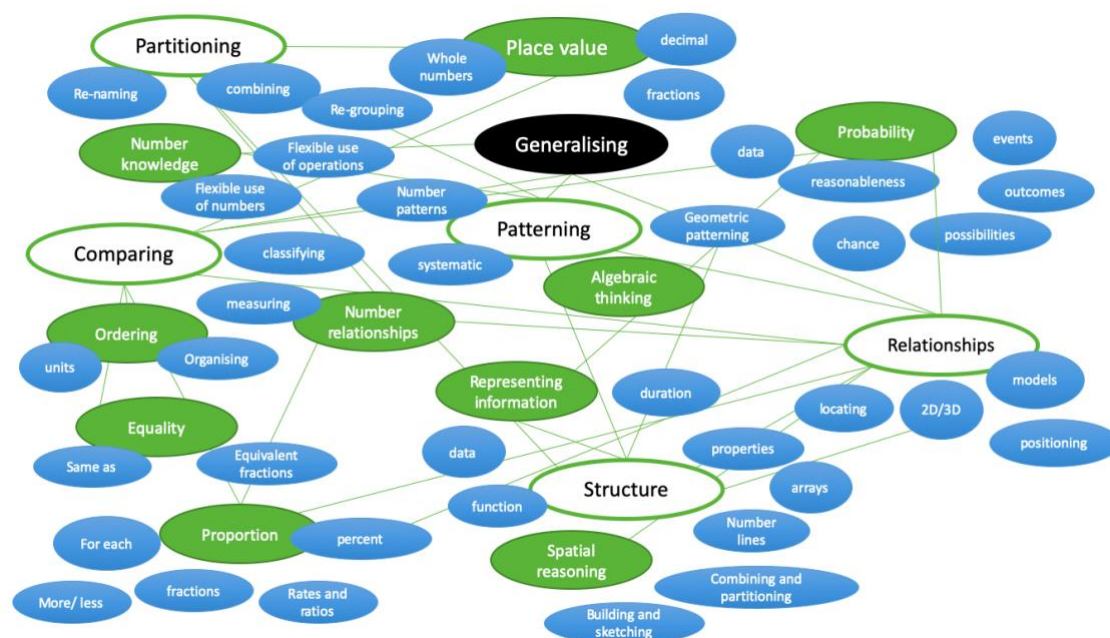 Partitioning
Place value
decimal
Whole
numbers
Re-naming
combining
Re-grouping
fractions
Number
knowledge
Flexible use
of operations
Generalising
data
Probability
events
reasonableness
outcomes
Flexible use
of numbers
Number
patterns
Patterning
Geometric
patterning
chance
possibilities
Comparing
classifying
systematic
Algebraic
thinking
measuring
Number
relationships
Ordering
units
Organising
Relationships
models
Representing
information
duration
locating
2D/3D
positioning
Equality
Same as
Equivalent
fractions
data
properties
arrays
function
Structure
Number
lines
Proportion
percent
For each
Spatial
reasoning
Combining and
partitioning
More/ less
fractions
Rates and
ratios
Building and
sketching